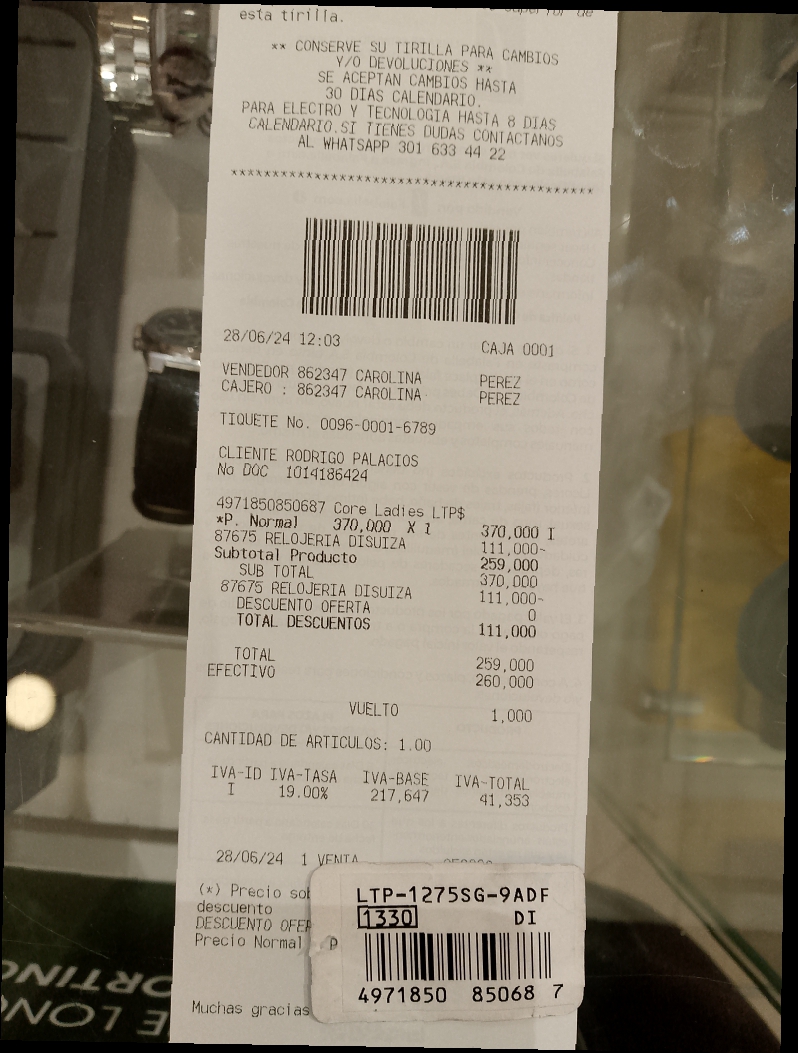 esta tirilla.
** CONSERVE SU TIRILLA PARA CAMBIOS
Y/O DEVOLUCIONES **
SE ACEPTAN CAMBIOS HASTA
30 DIAS CALENDARIO.
PARA ELECTRO Y TECNOLOGIA HASTA 8 DIAS
CALENDARIO.SI TIENES DUDAS CONTACTANOS
AL WHATSAPP 301 633 44 22
****************************************
28/06/24 12:03 CAJA 0001
VENDEDOR 862347 CAROLINA PEREZ
CAJERO : 862347 CAROLINA PEREZ
TIQUETE No. 0096-0001-6789
CLIENTE RODRIGO PALACIOS
No DOC 1014186424
4971850850687 Core Ladies LTP$
*P. Normal 370,000 X 1 370,000 I
87675 RELOJERIA DISUIZA 111,000-
Subtotal Producto 259,000
SUB TOTAL 370,000
87675 RELOJERIA DISUIZA 111,000-
DESCUENTO OFERTA 0
TOTAL DESCUENTOS 111,000
TOTAL 259,000
EFECTIVO 260,000
VUELTO 1,000
CANTIDAD DE ARTICULOS: 1.00
IVA-ID IVA-TASA IVA-BASE IVA-TOTAL
I 19.00% 217,647 41,353
28/06/24 1 VENTA
(*) Precio
descuento
DESCUENTO
Precio Normal
Muchas gracias
LTP-1275SG-9ADF
1330 DI
4971850 85068 7